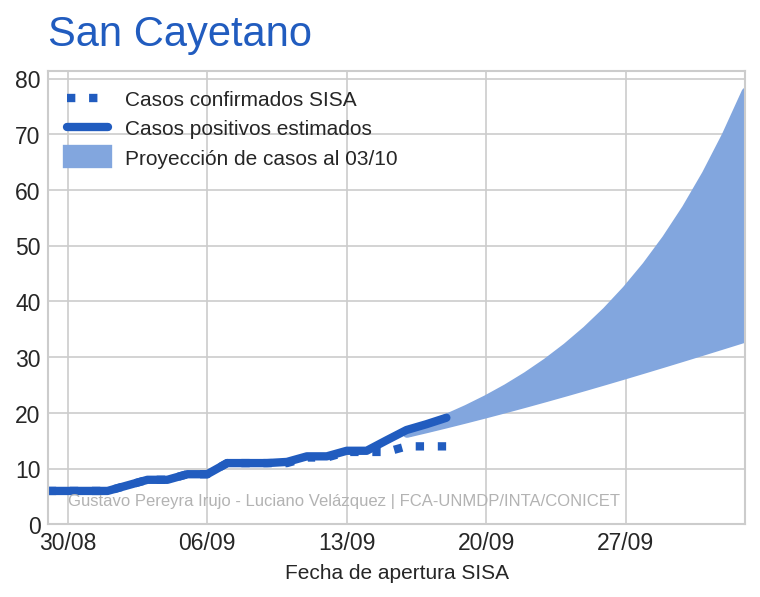 San Cayetano
80
70
60
50
40
30
20
10
0
Casos confirmados SISA
Casos positivos estimados
Proyección de casos al 03/10
Gustavo Pereyra Irujo - Luciano Velázquez | FCA-UNMDP/INTA/CONICET
30/08 06/09 13/09 20/09 27/09
Fecha de apertura SISA